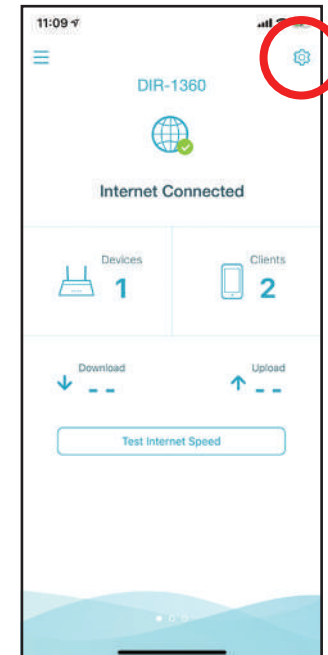 11:09
DIR-1360
Internet Connected
Devices
1
Clients
2
Download
- -
Upload
- -
Test Internet Speed